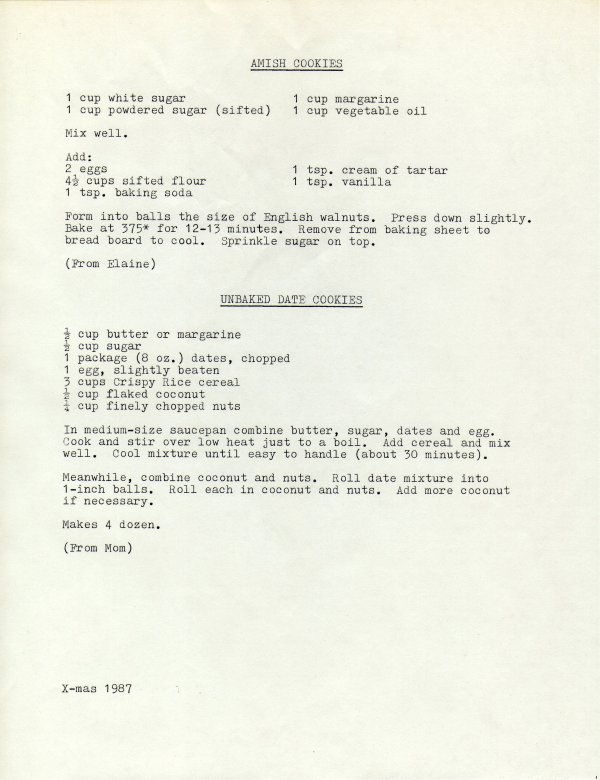 AMISH COOKIES
1 cup white sugar 1 cup margarine
1 cup powdered sugar (sifted) 1 cup vegetable oil
Mix well.
Add:
2 eggs 1 tsp. cream of tartar
4½ cups sifted flour 1 tsp. vanilla
1 tsp. baking soda
Form into balls the size of English walnuts. Press down slightly.
Bake at 375* for 12-13 minutes. Remove from baking sheet to
bread board to cool. Sprinkle sugar on top.
(From Elaine)
UNBAKED DATE COOKIES
½ cup butter or margarine
½ cup sugar
1 package (8 oz.) dates, chopped
1 egg, slightly beaten
3 cups Crispy Rice cereal
½ cup flaked coconut
¼ cup finely chopped nuts
In medium-size saucepan combine butter, sugar, dates and egg.
Cook and stir over low heat just to a boil. Add cereal and mix
well. Cool mixture until easy to handle (about 30 minutes).
Meanwhile, combine coconut and nuts. Roll date mixture into
1-inch balls. Roll each in coconut and nuts. Add more coconut
if necessary.
Makes 4 dozen.
(From Mom)
X-mas 1987